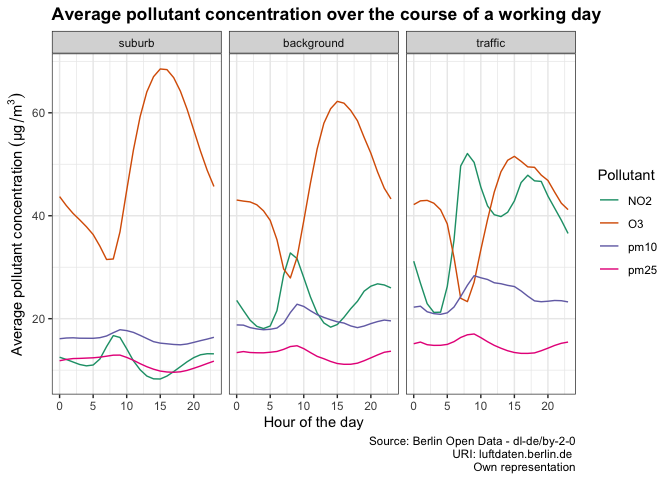 Average pollutant concentration over the course of a working day
suburb
background
traffic
Average pollutant concentration (μg/m³)
60
40
20
0 5 10 15 20
0 5 10 15 20
0 5 10 15 20
Hour of the day
Pollutant
NO2
O3
pm10
pm25
Source: Berlin Open Data - dl-de/by-2-0
URI: luftdaten.berlin.de
Own representation